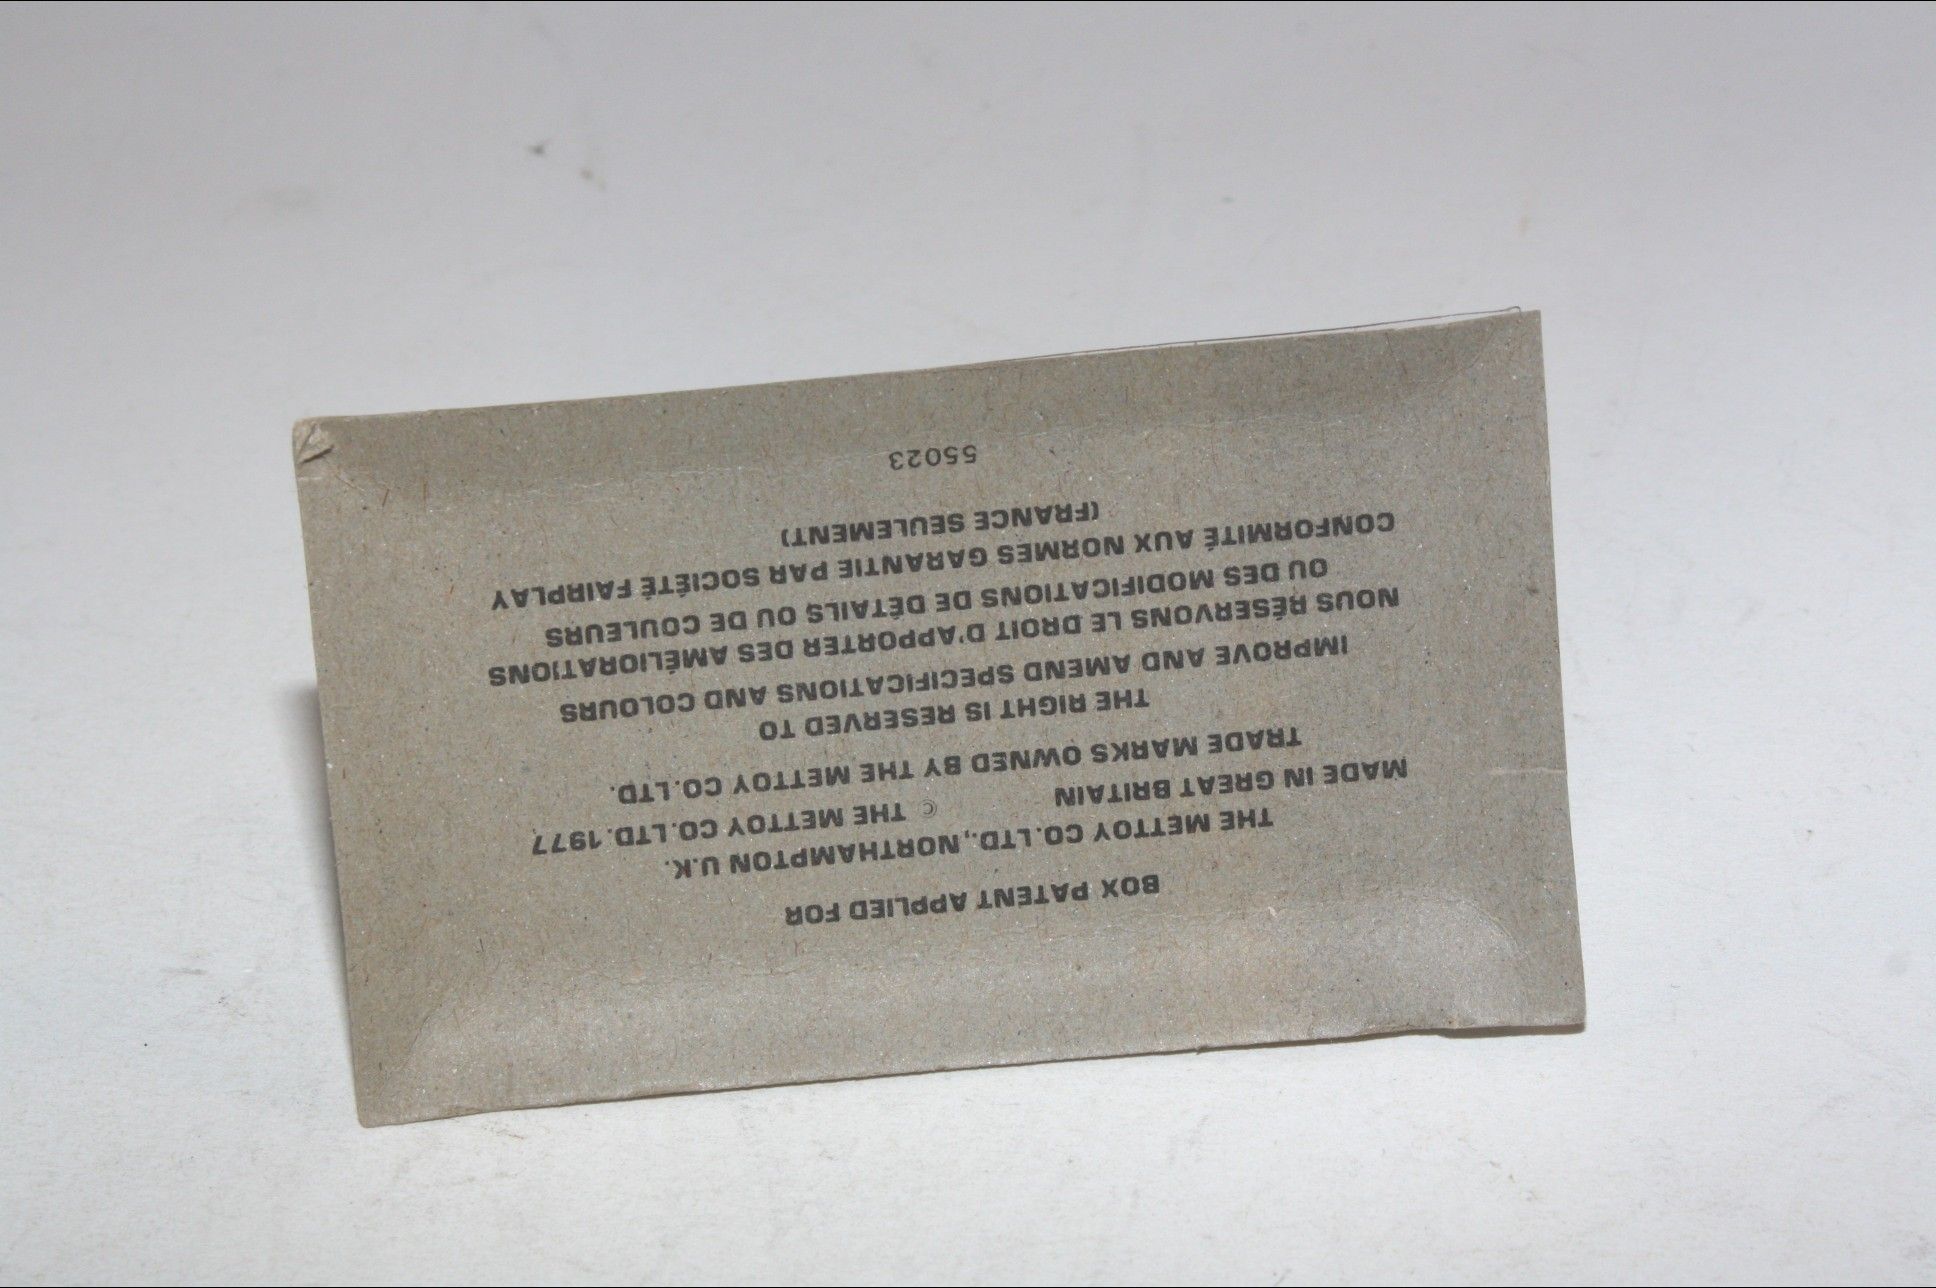 BOX PATENT APPLIED FOR
THE METTOY CO.LTD., NORTHAMPTON U.K.
MADE IN GREAT BRITAIN © THE METTOY CO.LTD. 1977
TRADE MARKS OWNED BY THE METTOY CO.LTD.
THE RIGHT IS RESERVED TO
IMPROVE AND AMEND SPECIFICATIONS AND COLOURS
NOUS RÉSERVONS LE DROIT D'APPORTER DES AMÉLIORATIONS
OU DES MODIFICATIONS DE DÉTAILS OU DE COULEURS
CONFORMITÉ AUX NORMES GARANTIE PAR SOCIÉTÉ FAIRPLAY
(FRANCE SEULEMENT)
55023